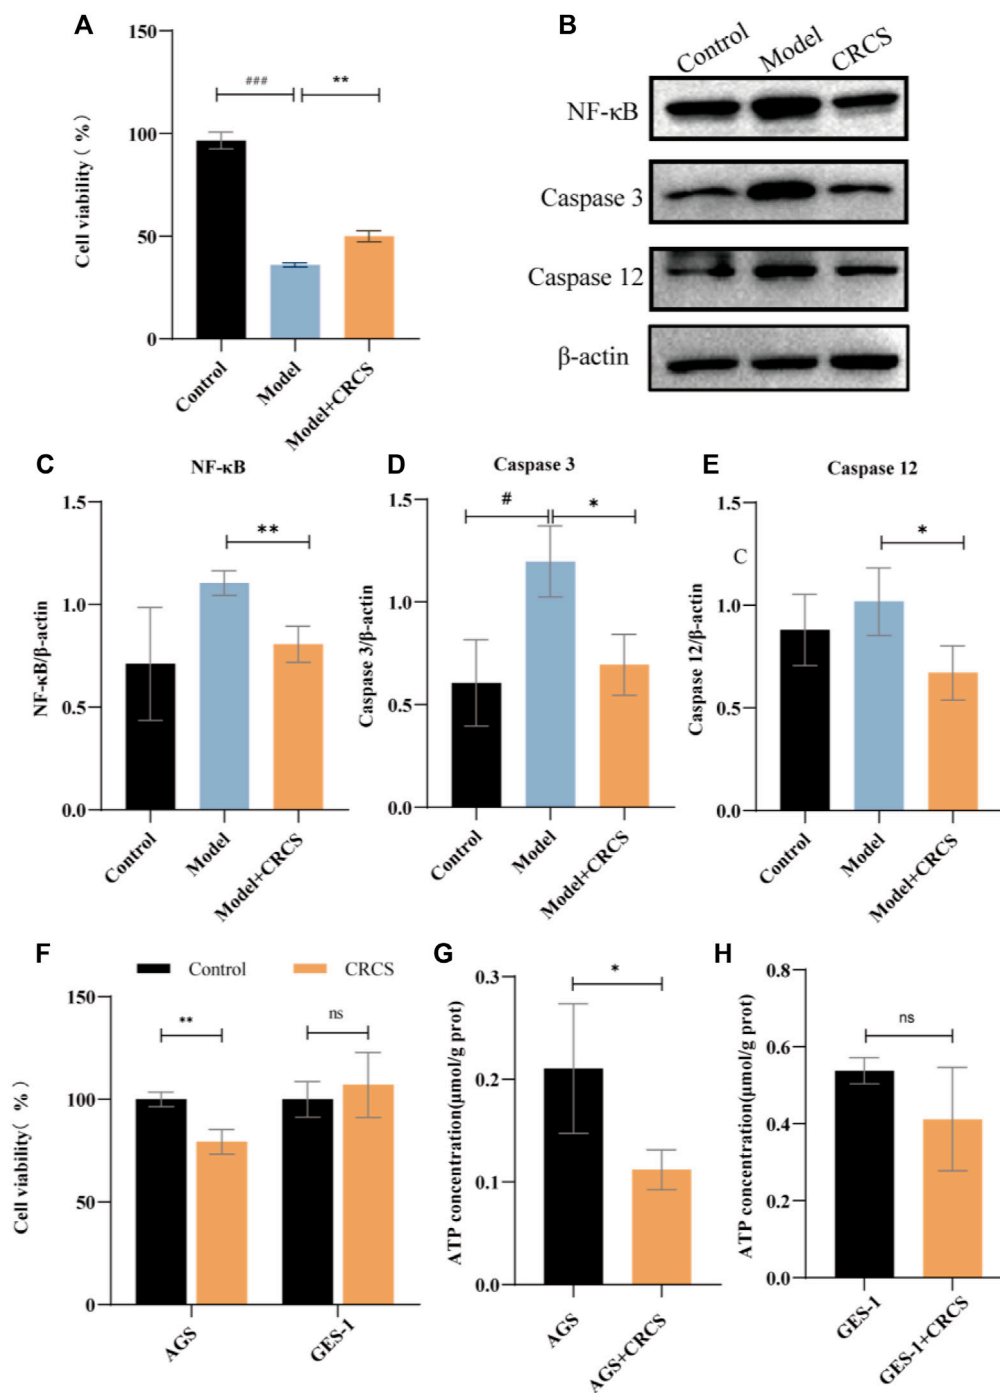 A
150
100
50
0
Cell viability ( %)
###
**
Control
Model
Model+CRCS
B
Control
Model
CRCS
NF-κB
Caspase 3
Caspase 12
β-actin
C
NF-κB
1.5
1.0
0.5
0.0
NF-κB/β-actin
**
Control
Model
Model+CRCS
D
Caspase 3
1.5
1.0
0.5
0.0
Caspase 3/β-actin
#
*
Control
Model
Model+CRCS
E
Caspase 12
C
1.5
1.0
0.5
0.0
Caspase 12/β-actin
*
Control
Model
Model+CRCS
F
Control
CRCS
150
100
50
0
Cell viability( %)
**
ns
AGS
GES-1
G
0.3
0.2
0.1
0.0
ATP concentration(μmol/g prot)
*
AGS
AGS+CRCS
H
0.8
0.6
0.4
0.2
0.0
ATP concentration(μmol/g prot)
ns
GES-1
GES-1+CRCS